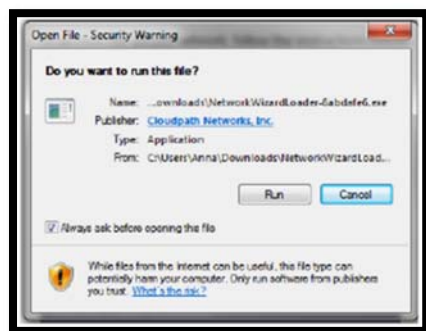 Open File - Security Warning
Do you want to run this file?
Name: ...ownloads\NetworkWizardLoader-6abdefe6.exe
Publisher: Cloudpath Networks, Inc.
Type: Application
From: C:\Users\Anna\Downloads\NetworkWizardLoad...
Run Cancel
Always ask before opening this file
While files from the Internet can be useful, this file type can
potentially harm your computer. Only run software from publishers
you trust. What's the risk?